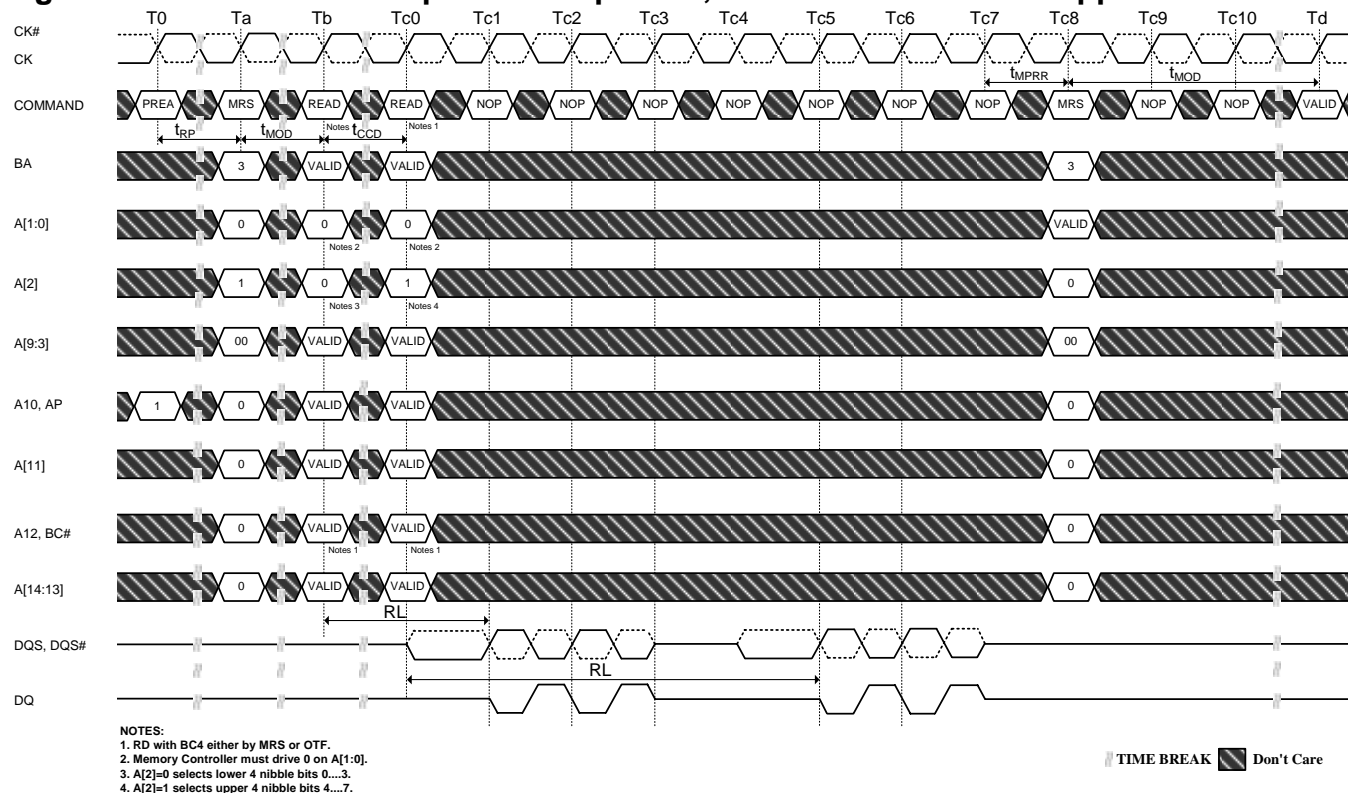 T0 Ta Tb Tc0 Tc1 Tc2 Tc3 Tc4 Tc5 Tc6 Tc7 Tc8 Tc9 Tc10 Td
CK#
CK
tMPRR tMOD
COMMAND PREA MRS READ READ NOP NOP NOP NOP NOP NOP NOP MRS NOP NOP VALID
Notes 1 Notes 1
tRP tMOD tCCD
BA 3 VALID VALID 3
A[1:0] 0 0 0 VALID
Notes 2 Notes 2
A[2] 1 0 1 0
Notes 3 Notes 4
A[9:3] 00 VALID VALID 00
A10, AP 1 0 VALID VALID 0
A[11] 0 VALID VALID 0
A12, BC# 0 VALID VALID 0
Notes 1 Notes 1
A[14:13] 0 VALID VALID 0
RL
DQS, DQS#
RL
DQ
NOTES:
1. RD with BC4 either by MRS or OTF.
2. Memory Controller must drive 0 on A[1:0].
3. A[2]=0 selects lower 4 nibble bits 0....3.
4. A[2]=1 selects upper 4 nibble bits 4....7.
TIME BREAK Don't Care